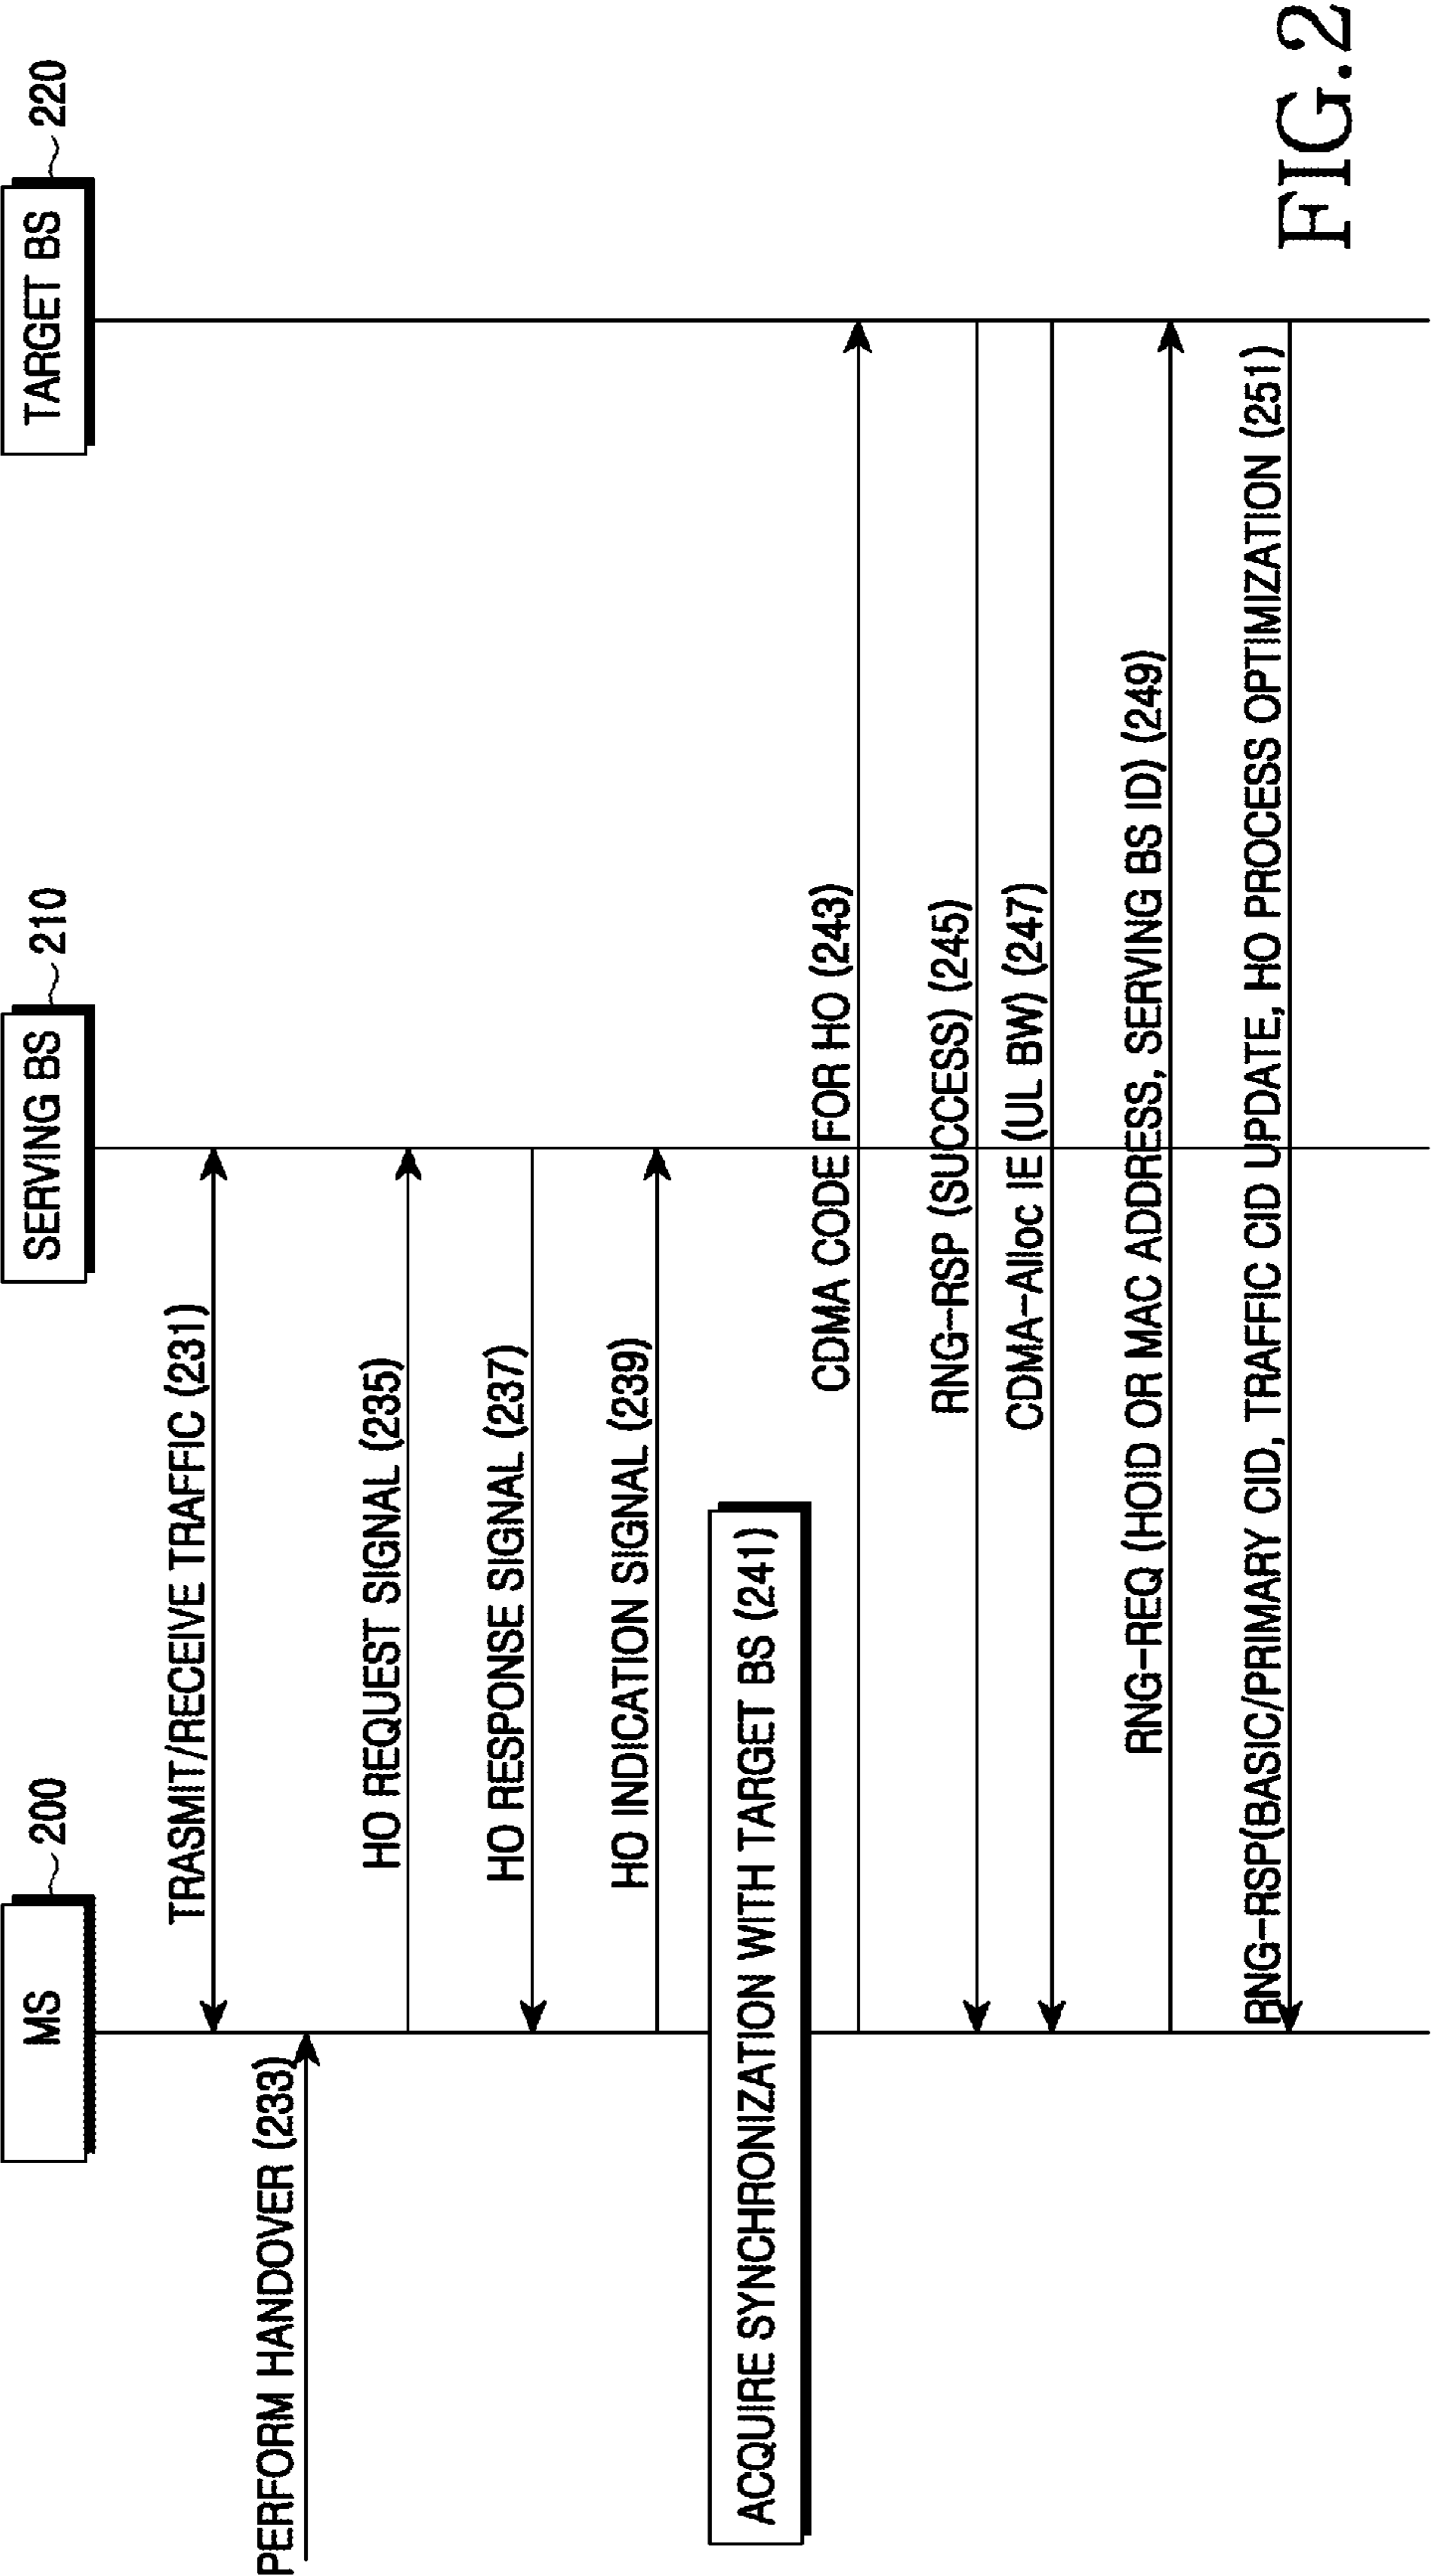 MS
200
SERVING BS
210
TARGET BS
220
TRASMIT/RECEIVE TRAFFIC (231)
PERFORM HANDOVER (233)
HO REQUEST SIGNAL (235)
HO RESPONSE SIGNAL (237)
HO INDICATION SIGNAL (239)
ACQUIRE SYNCHRONIZATION WITH TARGET BS (241)
CDMA CODE FOR HO (243)
RNG-RSP (SUCCESS) (245)
CDMA-Alloc IE (UL BW) (247)
RNG-REQ (HOID OR MAC ADDRESS, SERVING BS ID) (249)
RNG-RSP(BASIC/PRIMARY CID, TRAFFIC CID UPDATE, HO PROCESS OPTIMIZATION (251)
FIG.2